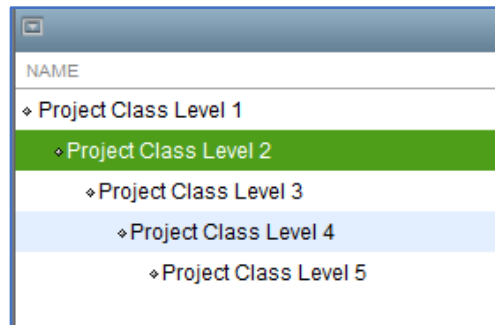 NAME
Project Class Level 1
Project Class Level 2
Project Class Level 3
Project Class Level 4
Project Class Level 5